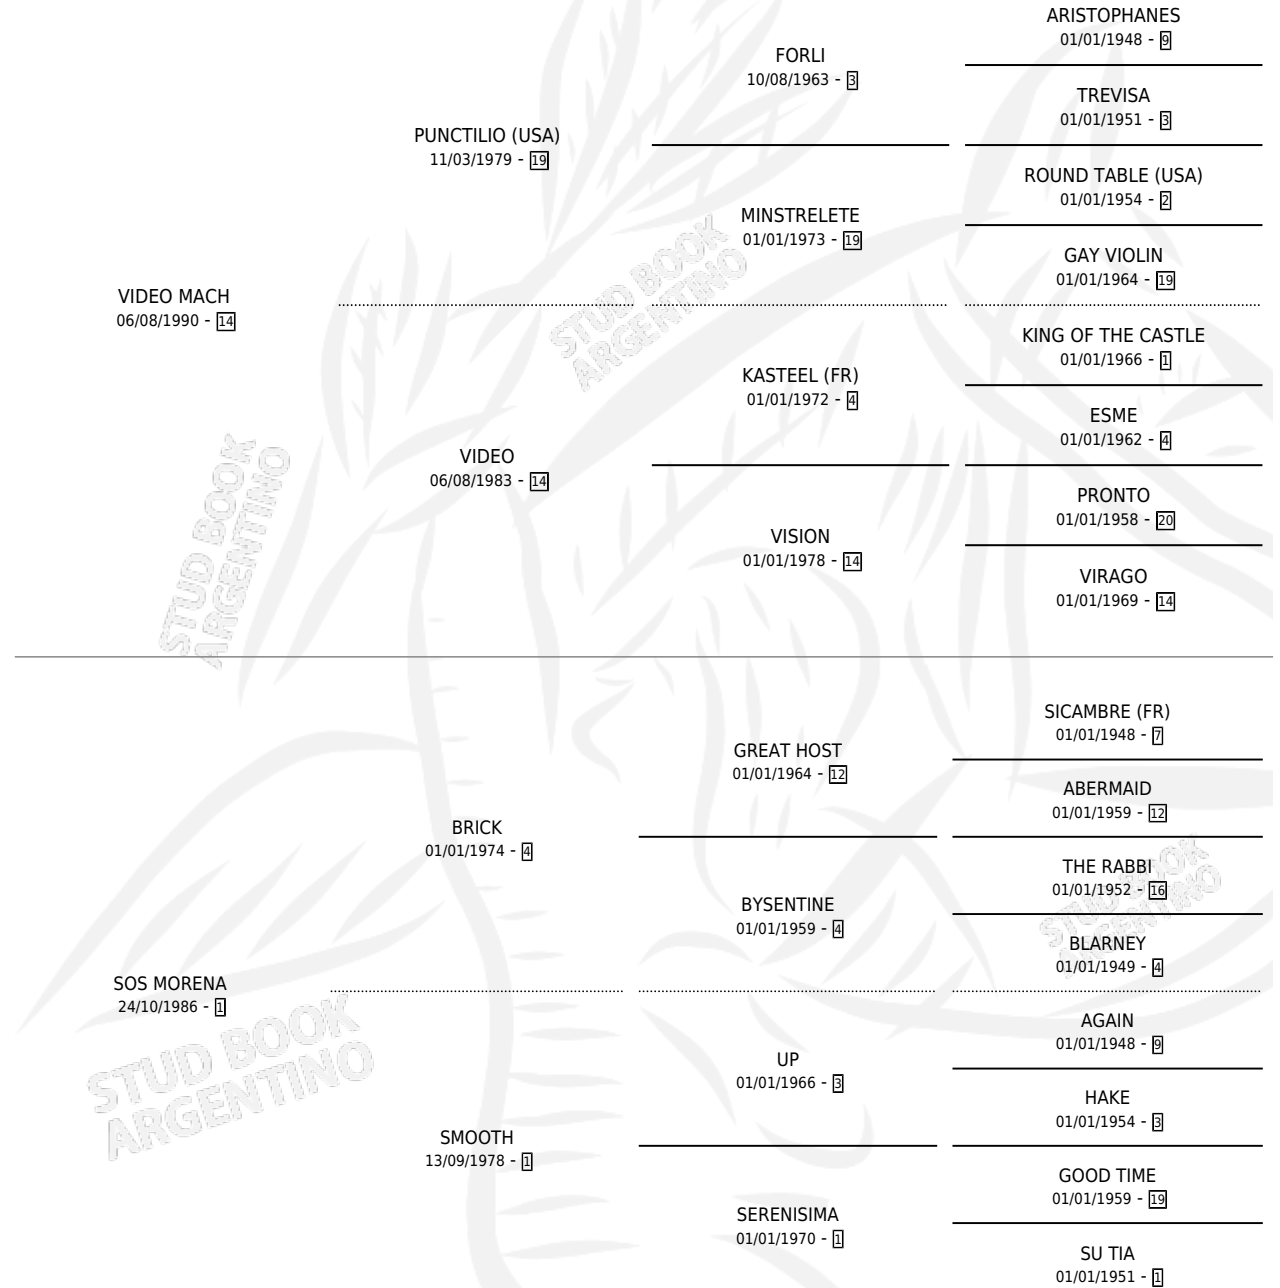 ARISTOPHANES
01/01/1948 - 9
FORLI
10/08/1963 - 3
TREVISA
01/01/1951 - 3
PUNCTILIO (USA)
11/03/1979 - 19
ROUND TABLE (USA)
01/01/1954 - 2
MINSTRELETE
01/01/1973 - 19
GAY VIOLIN
01/01/1964 - 19
VIDEO MACH
06/08/1990 - 14
KING OF THE CASTLE
01/01/1966 - 1
KASTEEL (FR)
01/01/1972 - 4
ESME
01/01/1962 - 4
VIDEO
06/08/1983 - 14
PRONTO
01/01/1958 - 20
VISION
01/01/1978 - 14
VIRAGO
01/01/1969 - 14
STUD BOOK
ARGENTINO
STUD BOOK
ARGENTINO
SICAMBRE (FR)
01/01/1948 - 7
GREAT HOST
01/01/1964 - 12
ABERMAID
01/01/1959 - 12
BRICK
01/01/1974 - 4
THE RABBI
01/01/1952 - 16
BYSENTINE
01/01/1959 - 4
BLARNEY
01/01/1949 - 4
STUD BOOK
ARGENTINO
SOS MORENA
24/10/1986 - 1
AGAIN
01/01/1948 - 9
UP
01/01/1966 - 3
HAKE
01/01/1954 - 3
SMOOTH
13/09/1978 - 1
GOOD TIME
01/01/1959 - 19
SERENISIMA
01/01/1970 - 1
SU TIA
01/01/1951 - 1
STUD BOOK
ARGENTINO